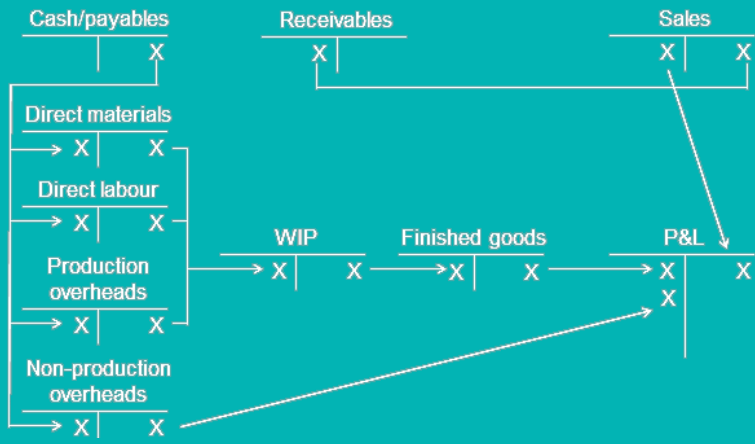 Cash/payables
Receivables
Sales
X
X
X X
Direct materials
X X
Direct labour
X X
WIP
Finished goods
P&L
Production
overheads
X X
X X
X X
X X
X
Non-production
overheads
X X